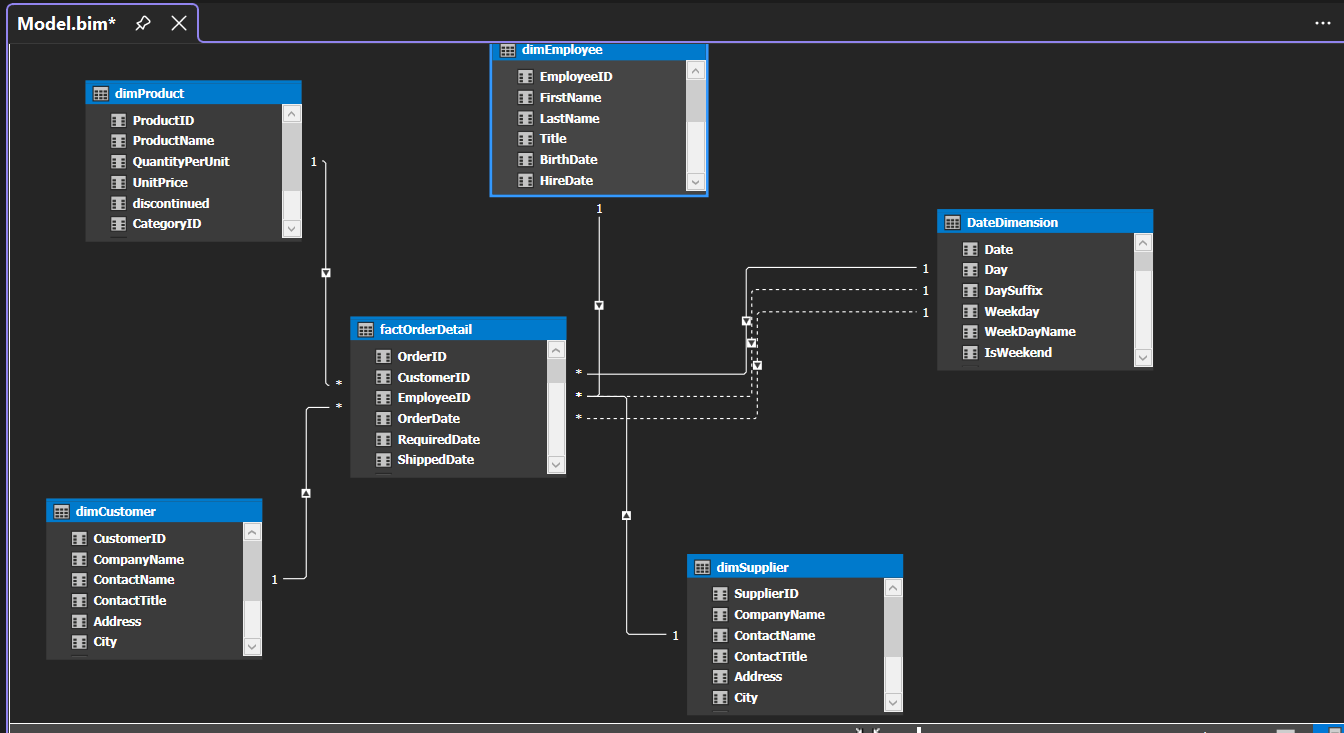 Model.bim*
dimEmployee
EmployeeID
FirstName
LastName
Title
BirthDate
HireDate
1
dimProduct
ProductID
ProductName
QuantityPerUnit
UnitPrice
discontinued
CategoryID
1
DateDimension
Date
Day
DaySuffix
Weekday
WeekDayName
IsWeekend
1
1
1
factOrderDetail
OrderID
CustomerID
EmployeeID
OrderDate
RequiredDate
ShippedDate
*
*
*
*
*
dimCustomer
CustomerID
CompanyName
ContactName
ContactTitle
Address
City
1
dimSupplier
SupplierID
CompanyName
ContactName
ContactTitle
Address
City
1